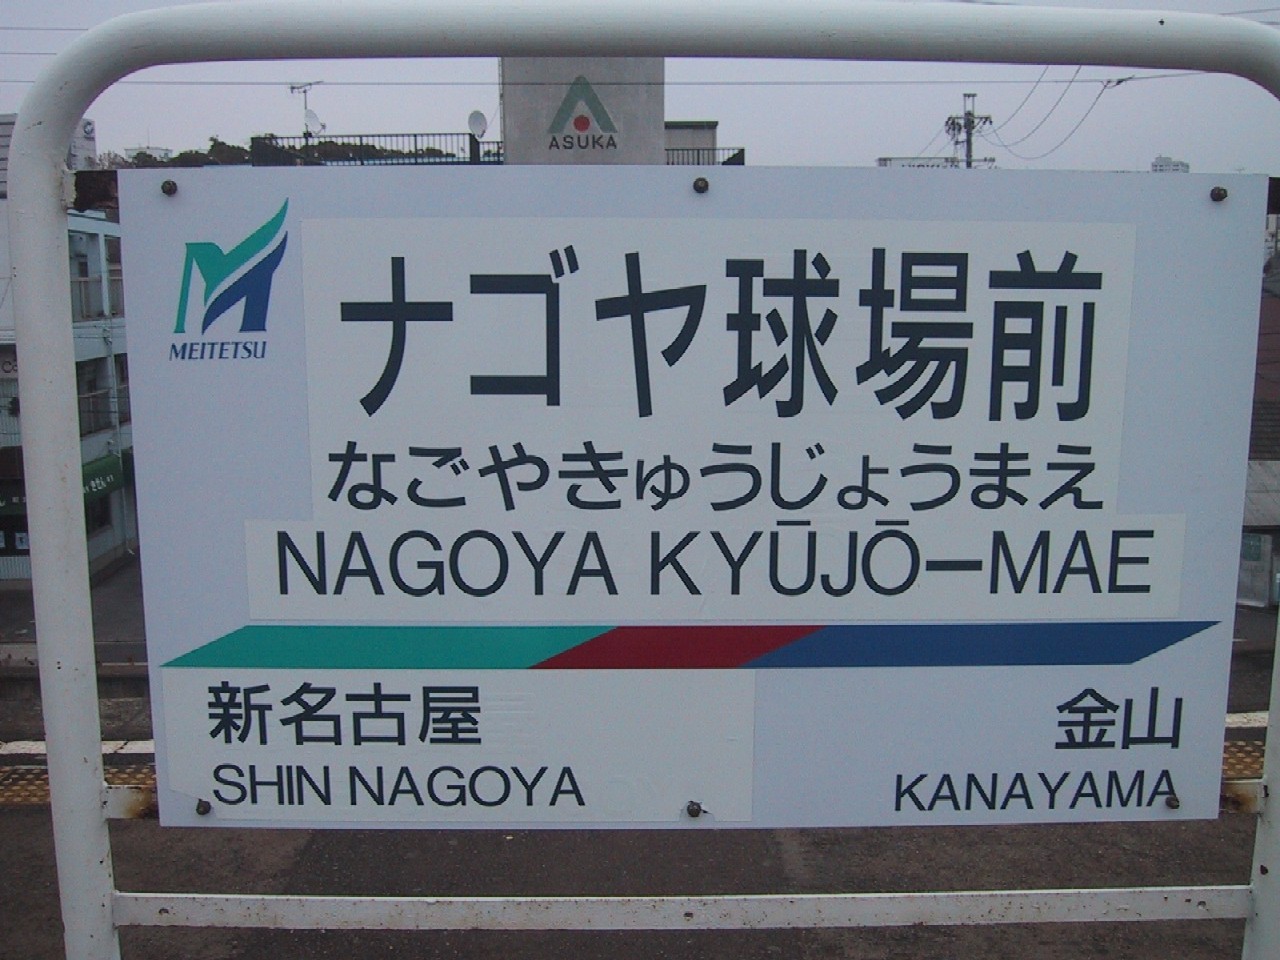 ASUKA
MEITETSU
ナゴヤ球場前
なごやきゅうじょうまえ
NAGOYA KYŪJŌ–MAE
新名古屋
SHIN NAGOYA
金山
KANAYAMA